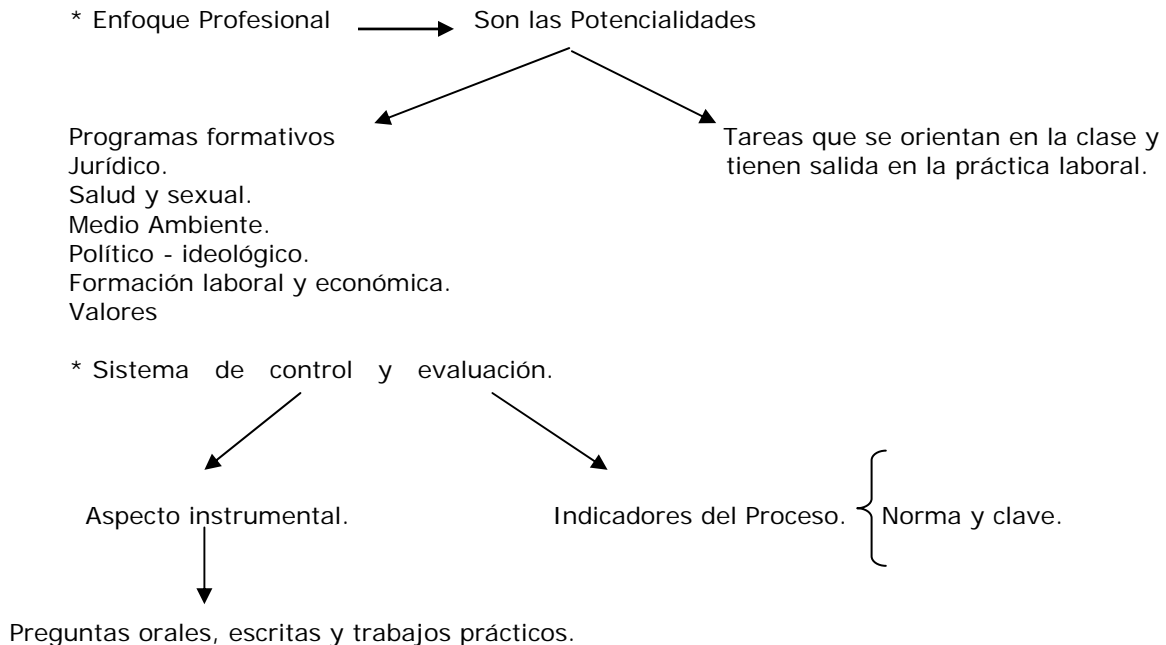 * Enfoque Profesional Son las Potencialidades
Programas formativos
Jurídico.
Salud y sexual.
Medio Ambiente.
Político - ideológico.
Formación laboral y económica.
Valores
Tareas que se orientan en la clase y
tienen salida en la práctica laboral.
* Sistema de control y evaluación.
Aspecto instrumental.
Indicadores del Proceso. Norma y clave.
Preguntas orales, escritas y trabajos prácticos.